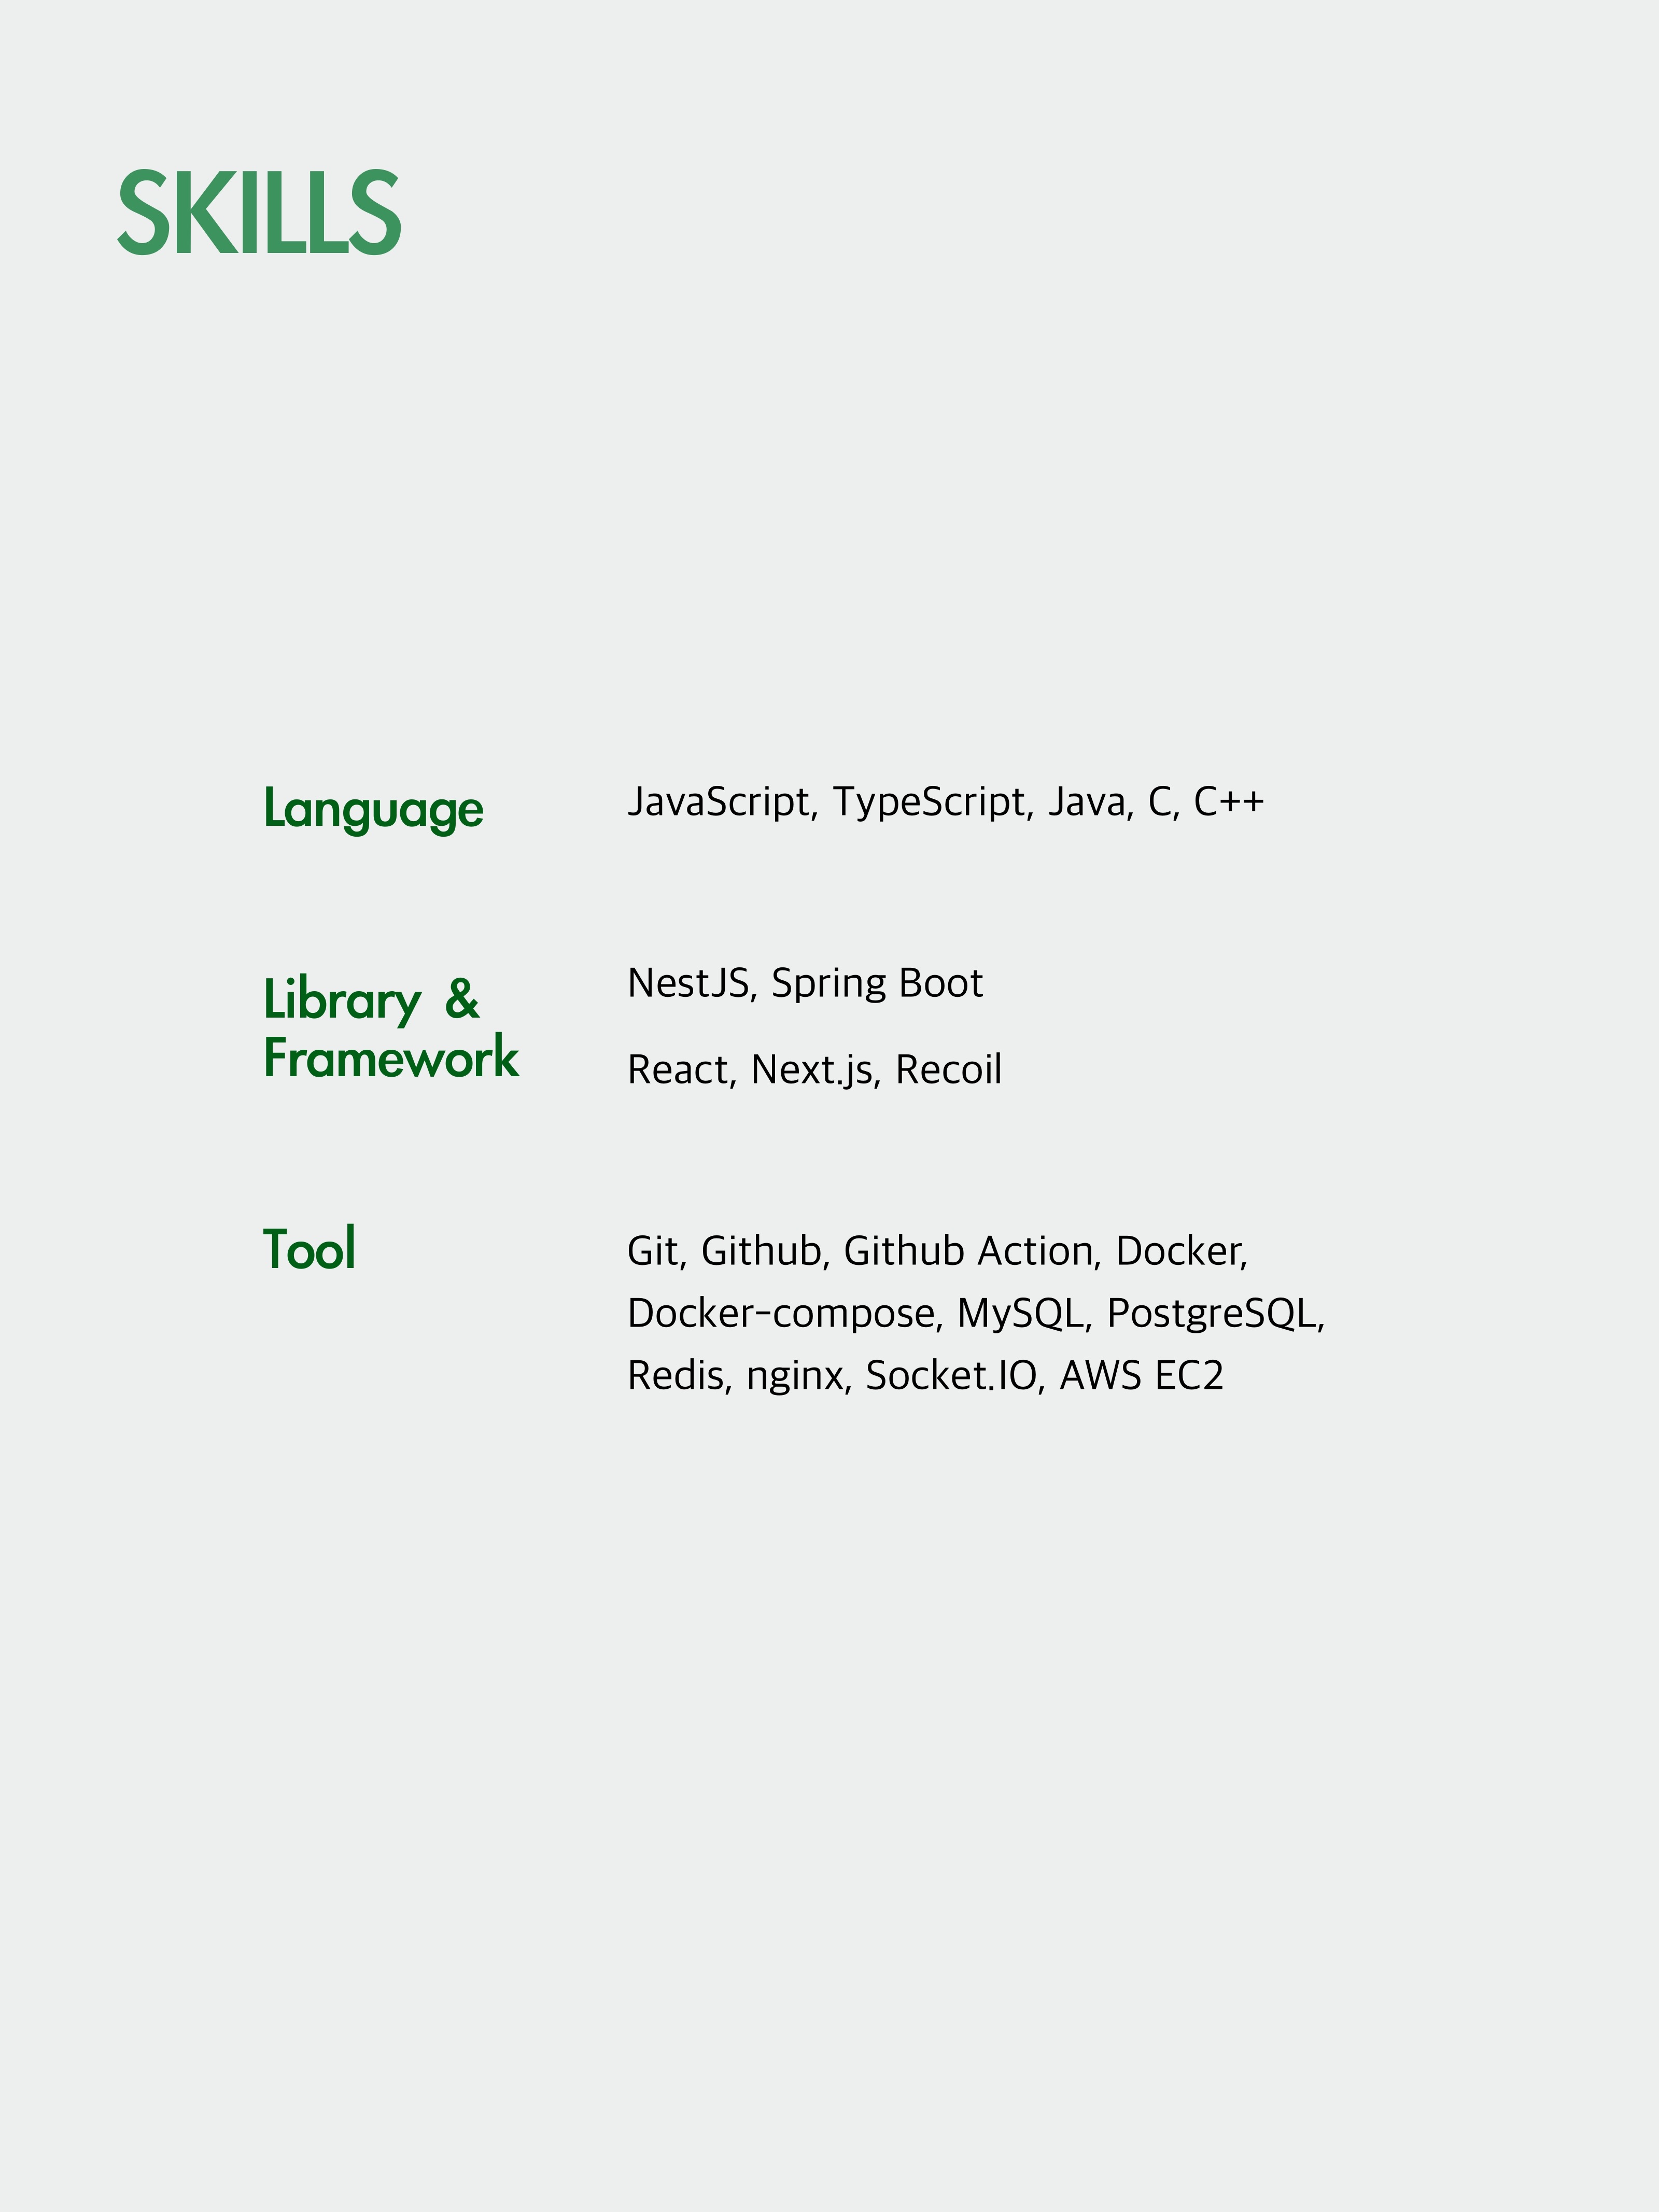 SKILLS
Language
JavaScript, TypeScript, Java, C, C++
Library &
Framework
NestJS, Spring Boot
React, Next.js, Recoil
Tool
Git, Github, Github Action, Docker,
Docker-compose, MySQL, PostgreSQL,
Redis, nginx, Socket.IO, AWS EC2